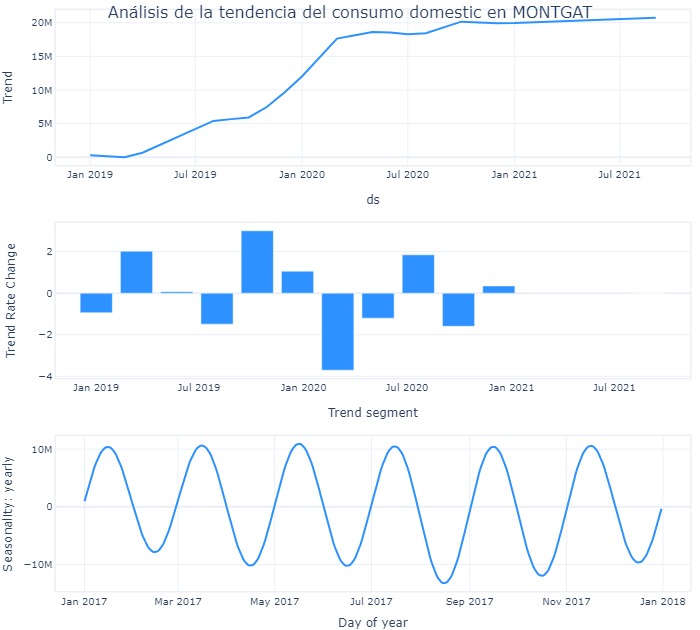 Análisis de la tendencia del consumo domestic en MONTGAT
20M
15M
10M
5M
0
Trend
Jan 2019 Jul 2019 Jan 2020 Jul 2020 Jan 2021 Jul 2021
ds
2
0
−2
−4
Trend Rate Change
Jan 2019 Jul 2019 Jan 2020 Jul 2020 Jan 2021 Jul 2021
Trend segment
10M
0
−10M
Seasonality: yearly
Jan 2017 Mar 2017 May 2017 Jul 2017 Sep 2017 Nov 2017 Jan 2018
Day of year